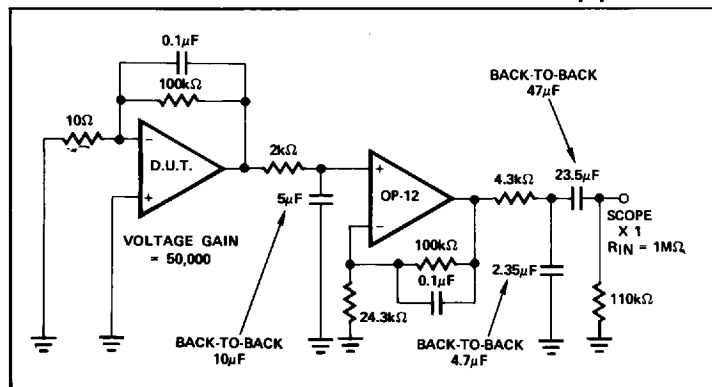 0.1μF
100kΩ
10Ω
−
D.U.T.
+
VOLTAGE GAIN
= 50,000
2kΩ
5μF
BACK-TO-BACK
10μF
+
OP-12
−
100kΩ
0.1μF
24.3kΩ
4.3kΩ
2.35μF
BACK-TO-BACK
4.7μF
BACK-TO-BACK
47μF
23.5μF
SCOPE
X 1
RIN = 1MΩ
110kΩ